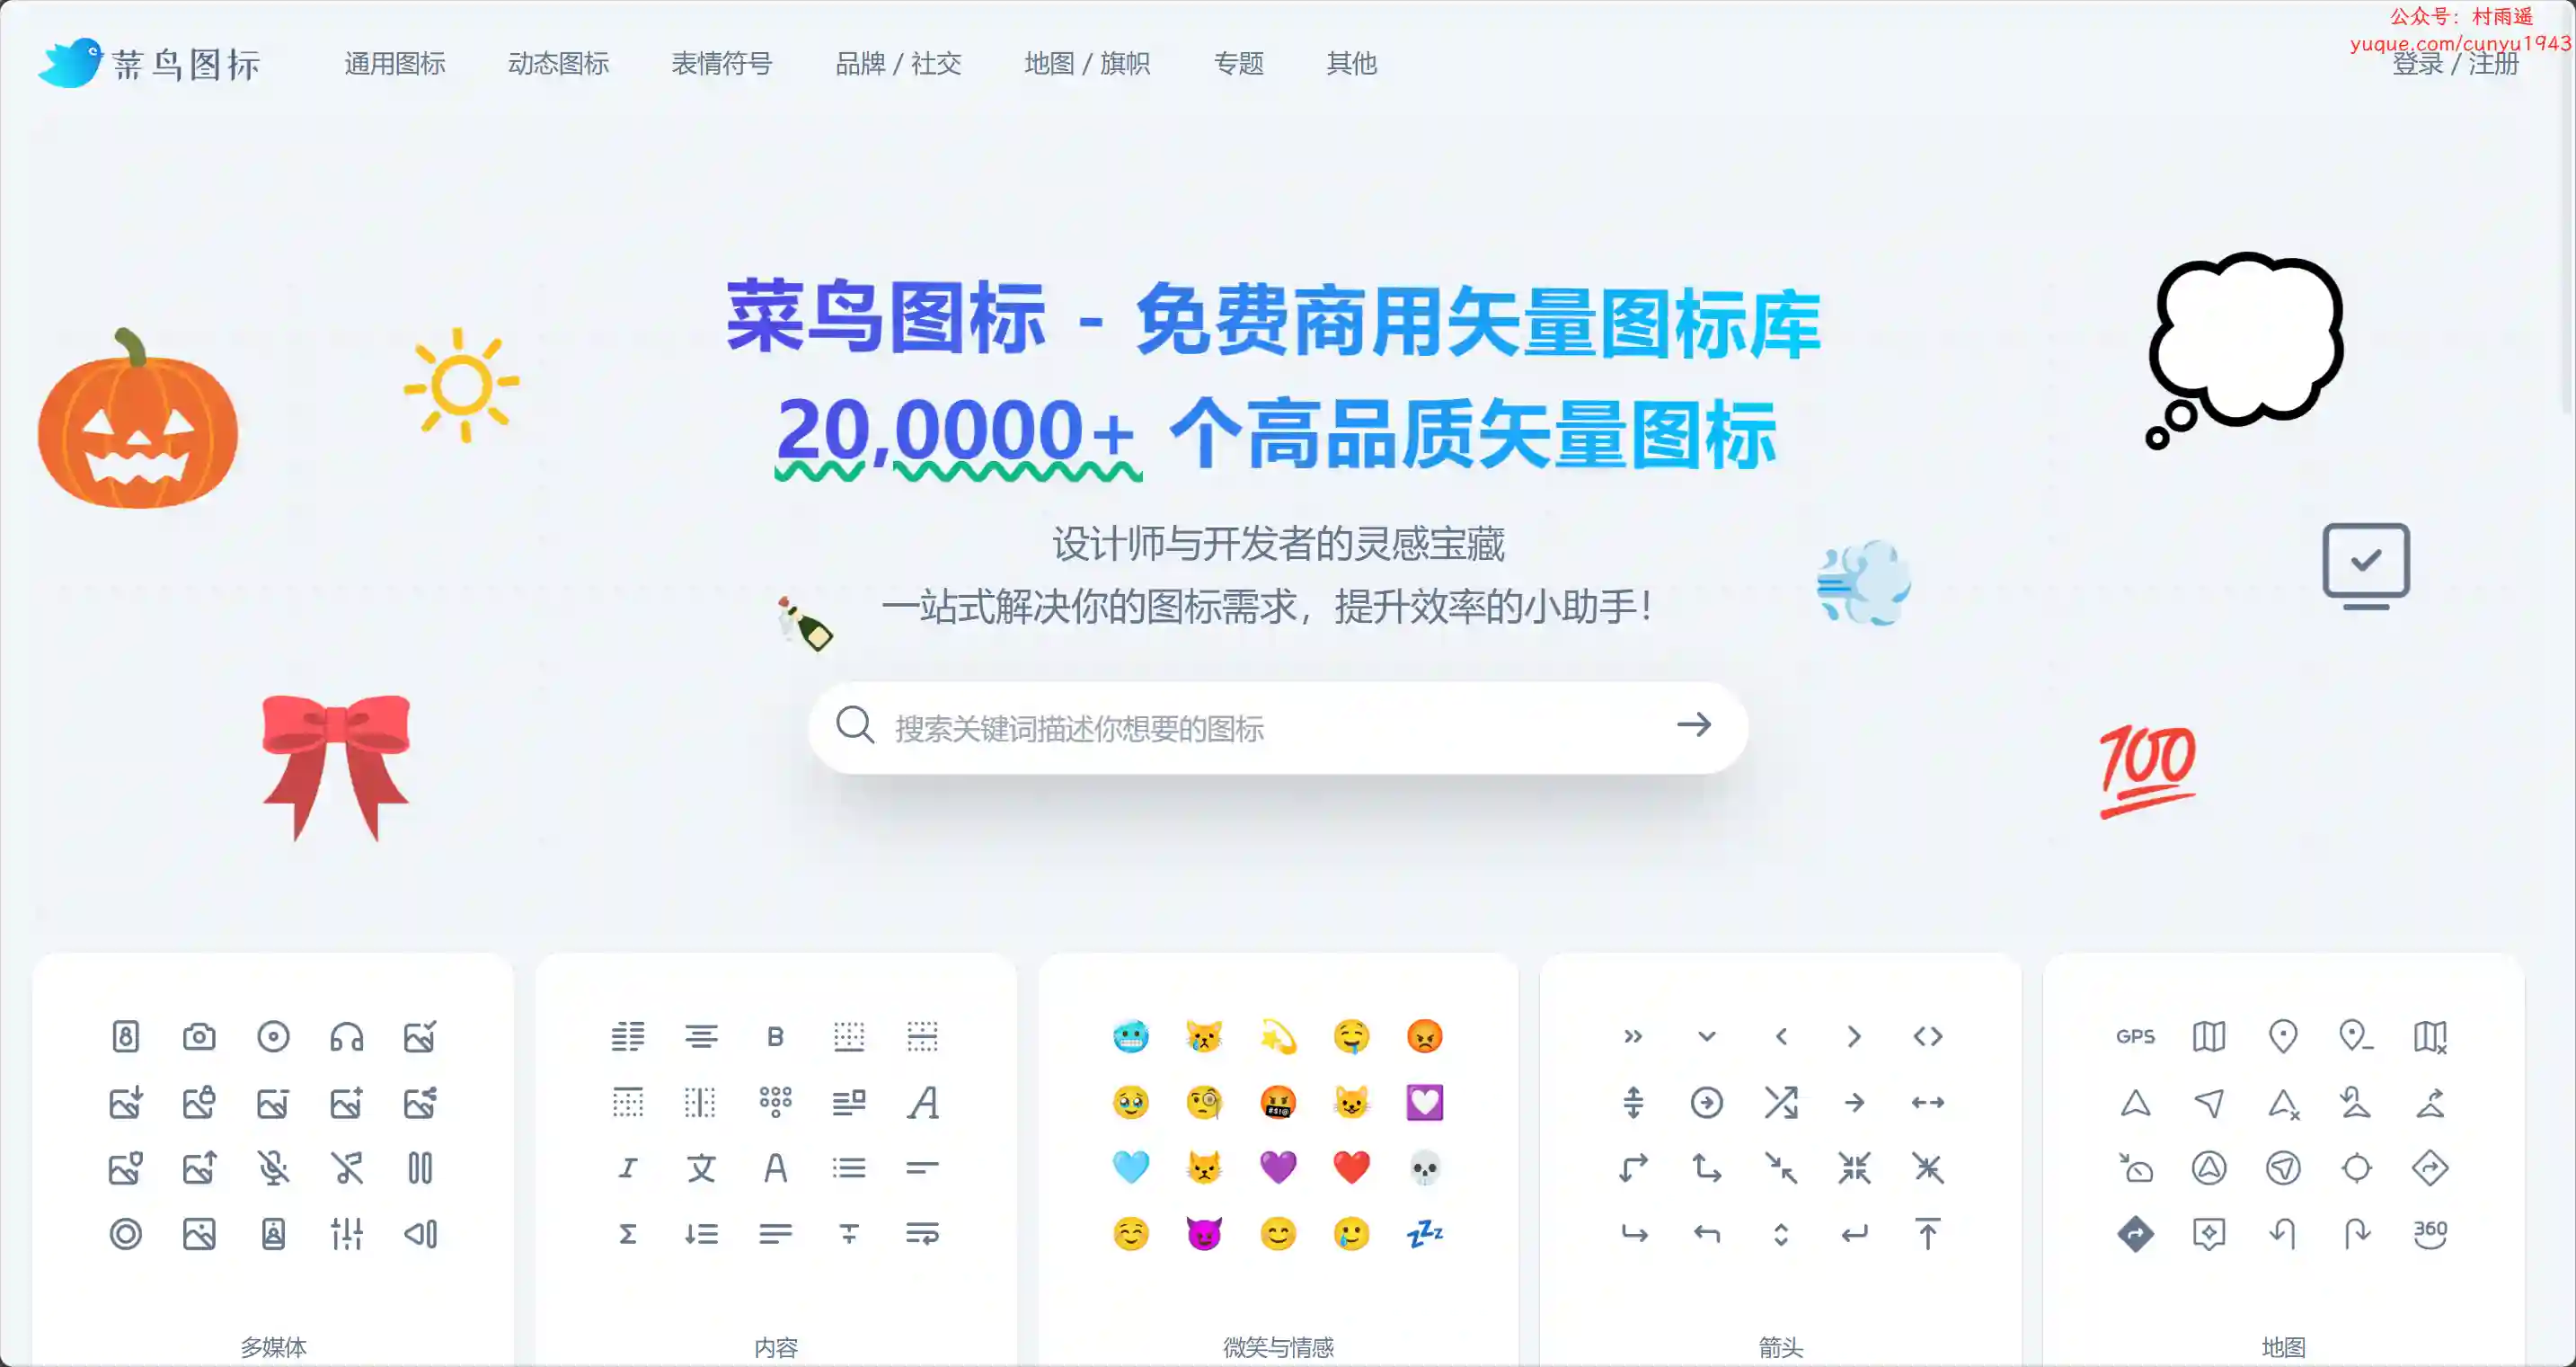 公众号：村雨遥
yuque.com/cunyu1943
菜鸟图标 通用图标 动态图标 表情符号 品牌 / 社交 地图 / 旗帜 专题 其他 登录 / 注册
菜鸟图标 - 免费商用矢量图标库
20,0000+ 个高品质矢量图标
设计师与开发者的灵感宝藏
一站式解决你的图标需求，提升效率的小助手！
搜索关键词描述你想要的图标
100
B
GPS
A
文 A
360
多媒体 内容 微笑与情感 箭头 地图